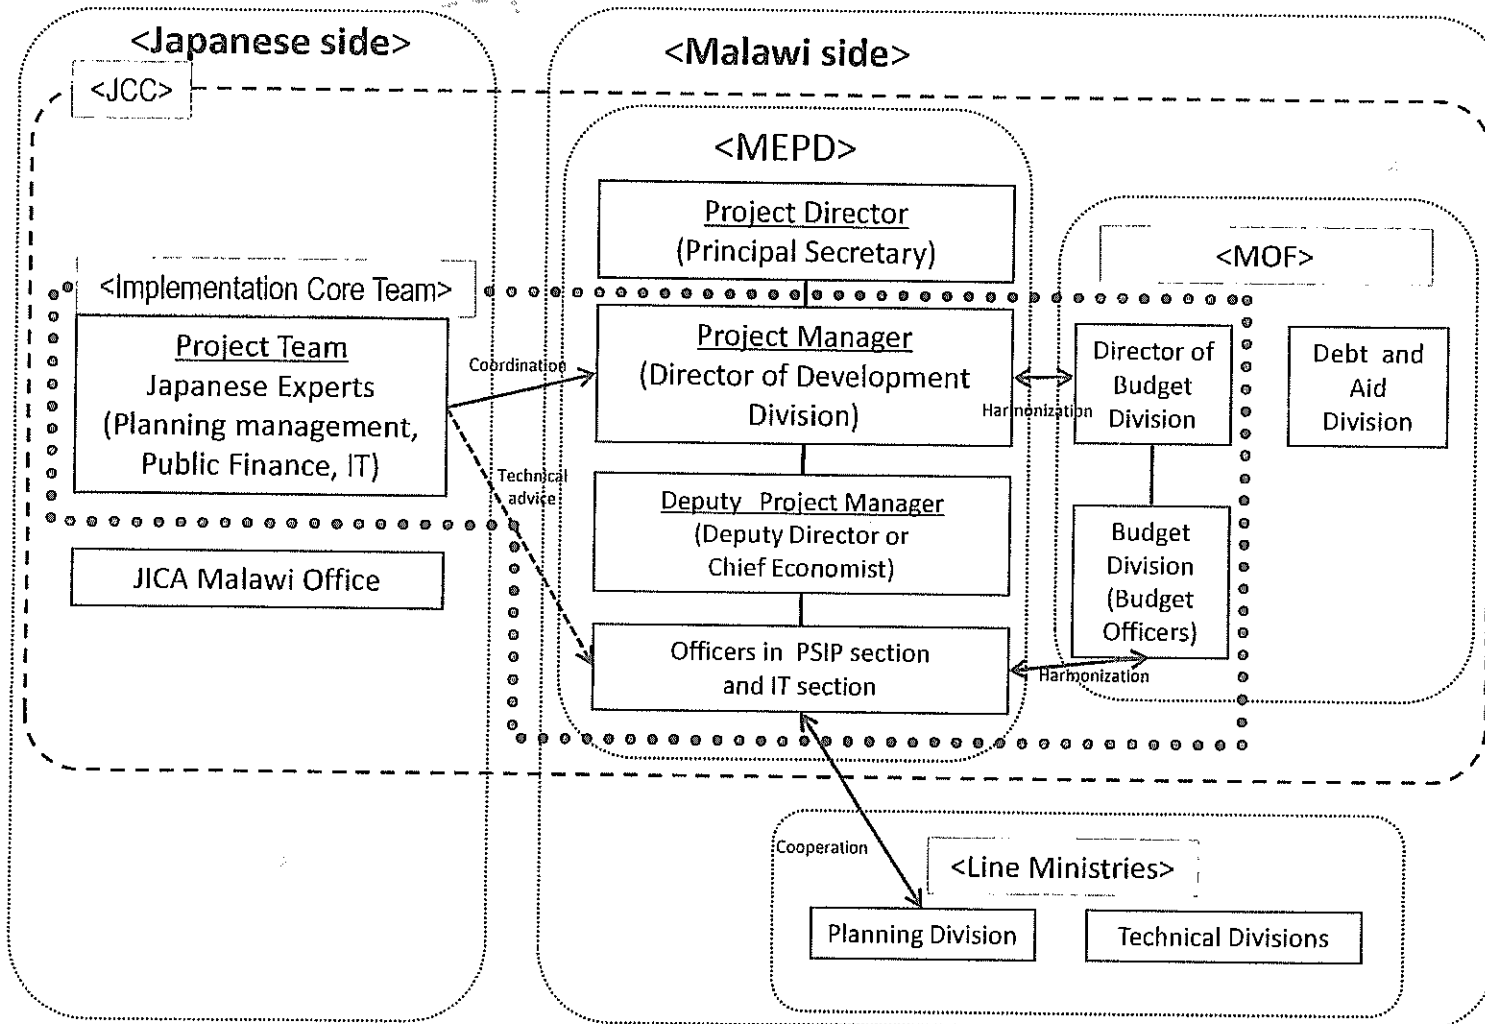 <Japanese side>
<Malawi side>
<JCC>
<MEPD>
Project Director
(Principal Secretary)
<MOF>
<Implementation Core Team>
Project Team
Japanese Experts
(Planning management,
Public Finance, IT)
Coordination
Project Manager
(Director of Development
Division)
Harmonization
Director of
Budget
Division
Debt and
Aid
Division
Technical
advice
Deputy Project Manager
(Deputy Director or
Chief Economist)
Budget
Division
(Budget
Officers)
JICA Malawi Office
Officers in PSIP section
and IT section
Harmonization
Cooperation
<Line Ministries>
Planning Division
Technical Divisions